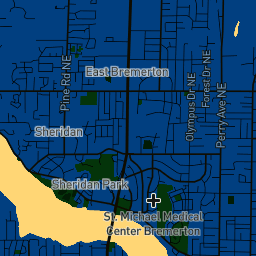 East Bremerton
Pine Rd NE
Olympus Dr NE
Forest Dr NE
Perry Ave NE
Sheridan
Sheridan Park
St. Michael Medical
Center Bremerton